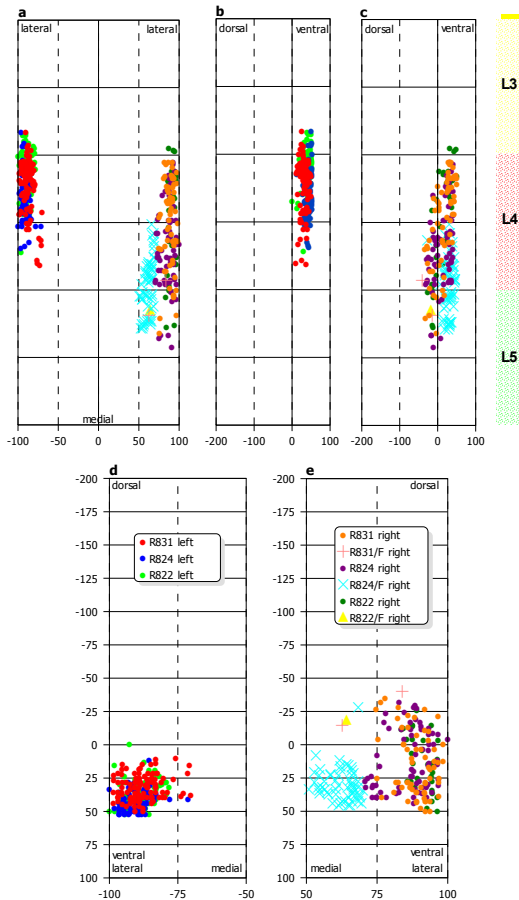 a
b
c
lateral
lateral
dorsal
ventral
dorsal
ventral
L3
L4
L5
medial
-100
-50
0
50
100
-200
-100
0
100
-200
-100
0
100
d
e
-200
-175
-150
-125
-100
-75
-50
-25
0
25
50
75
100
dorsal
R831 left
R824 left
R822 left
ventral
lateral
medial
-100
-75
-50
-200
-175
-150
-125
-100
-75
-50
-25
0
25
50
75
100
dorsal
R831 right
R831/F right
R824 right
R824/F right
R822 right
R822/F right
ventral
medial
lateral
50
75
100